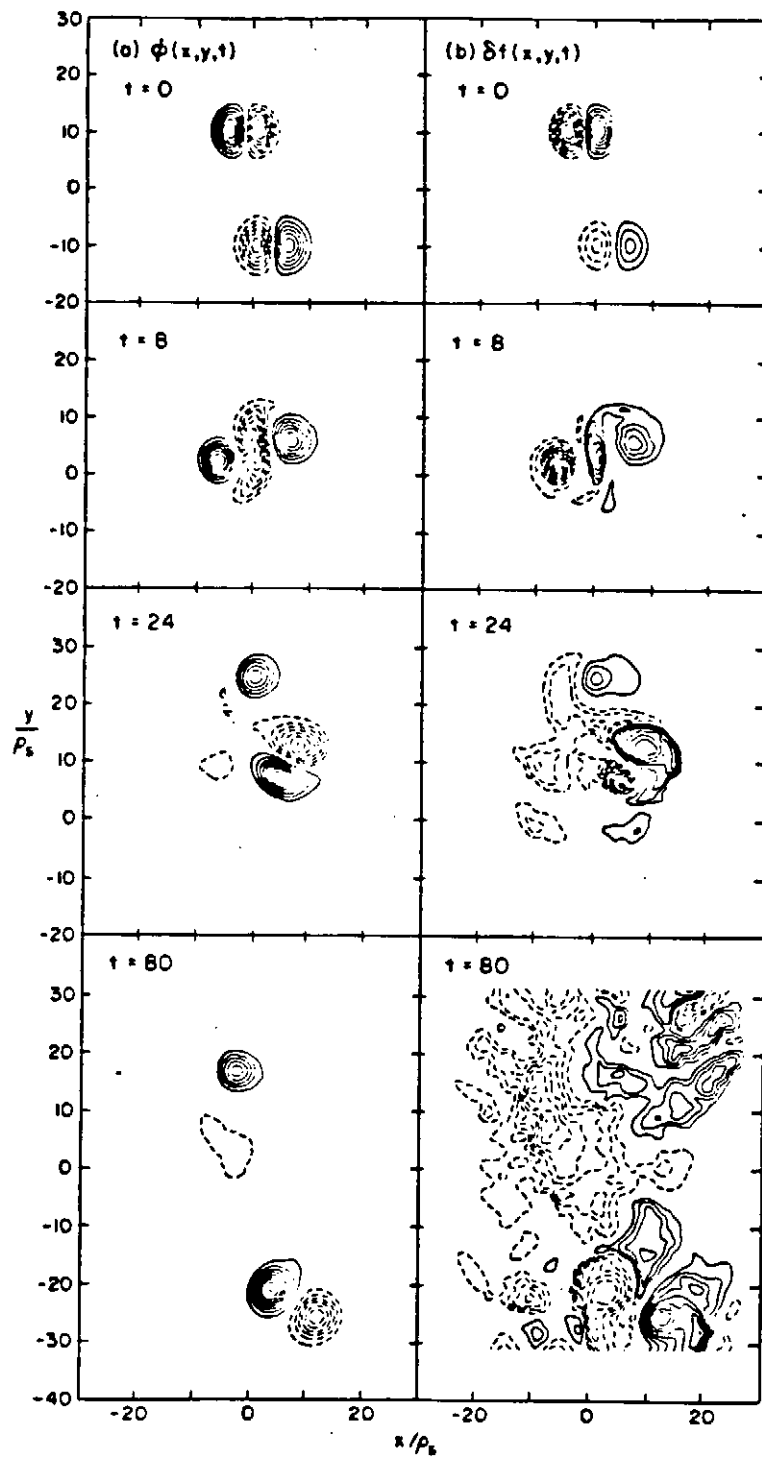 (a) ϕ(x,y,t)
(b) δf(x,y,t)
t = 0
t = 0
30
20
10
0
-10
-20
t = 8
t = 8
20
10
0
-10
-20
t = 24
t = 24
30
20
10
0
-10
-20
y/ρs
t = 80
t = 80
30
20
10
0
-10
-20
-30
-40
-20
0
20
-20
0
20
x/ρs